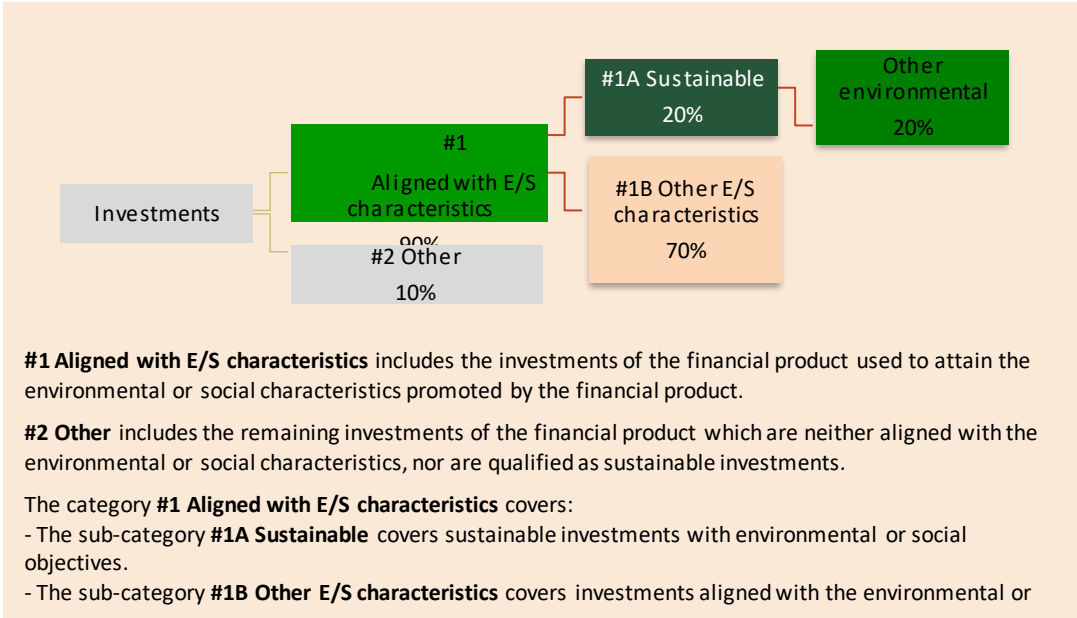 #1A Sustainable
20%
Other
environmental
20%
#1
Aligned with E/S
characteristics
90%
#1B Other E/S
characteristics
70%
Investments
#2 Other
10%
#1 Aligned with E/S characteristics includes the investments of the financial product used to attain the
environmental or social characteristics promoted by the financial product.
#2 Other includes the remaining investments of the financial product which are neither aligned with the
environmental or social characteristics, nor are qualified as sustainable investments.
The category #1 Aligned with E/S characteristics covers:
- The sub-category #1A Sustainable covers sustainable investments with environmental or social
objectives.
- The sub-category #1B Other E/S characteristics covers investments aligned with the environmental or